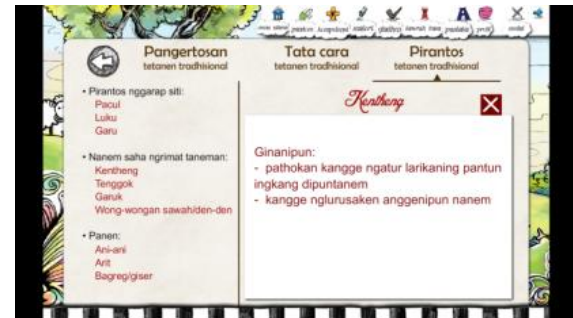 Pangertosan
tetanen tradhisional
Tata cara
tetanen tradhisional
Pirantos
tetanen tradhisional
• Pirantos nggarap siti:
Pacul
Luku
Garu
• Nanem saha ngrimat taneman:
Kentheng
Tenggok
Garuk
Wong-wongan sawah/den-den
• Panen:
Ani-ani
Arit
Bagreg/giser
Kentheng
Ginanipun:
- pathokan kangge ngatur larikaning pantun
ingkang dipuntanem
- kangge nglurusaken anggenipun nanem